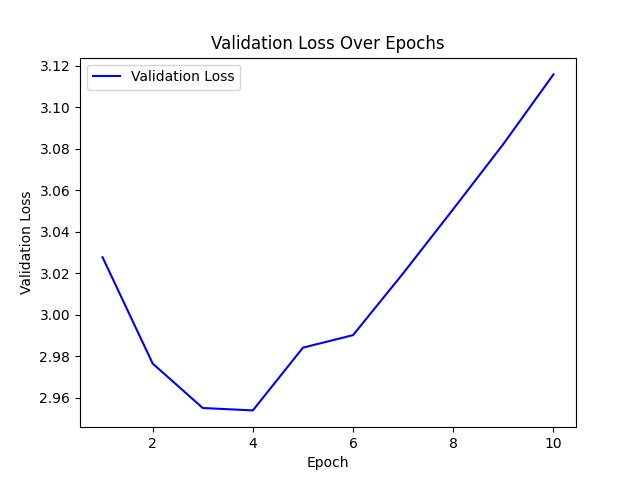 Validation Loss Over Epochs
Validation Loss
3.12
3.10
3.08
3.06
3.04
3.02
3.00
2.98
2.96
Validation Loss
2 4 6 8 10
Epoch